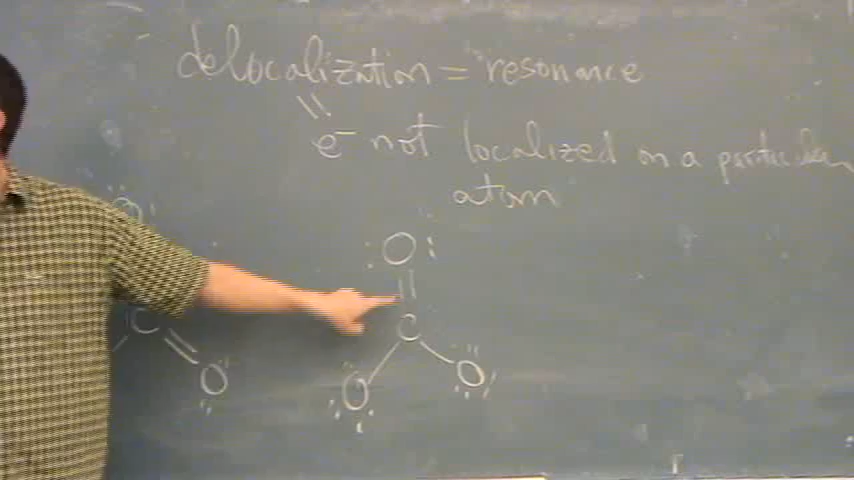 delocalization = resonance
||
e⁻ not localized on a particular
atom
O
O
||
C
C
O
O
O